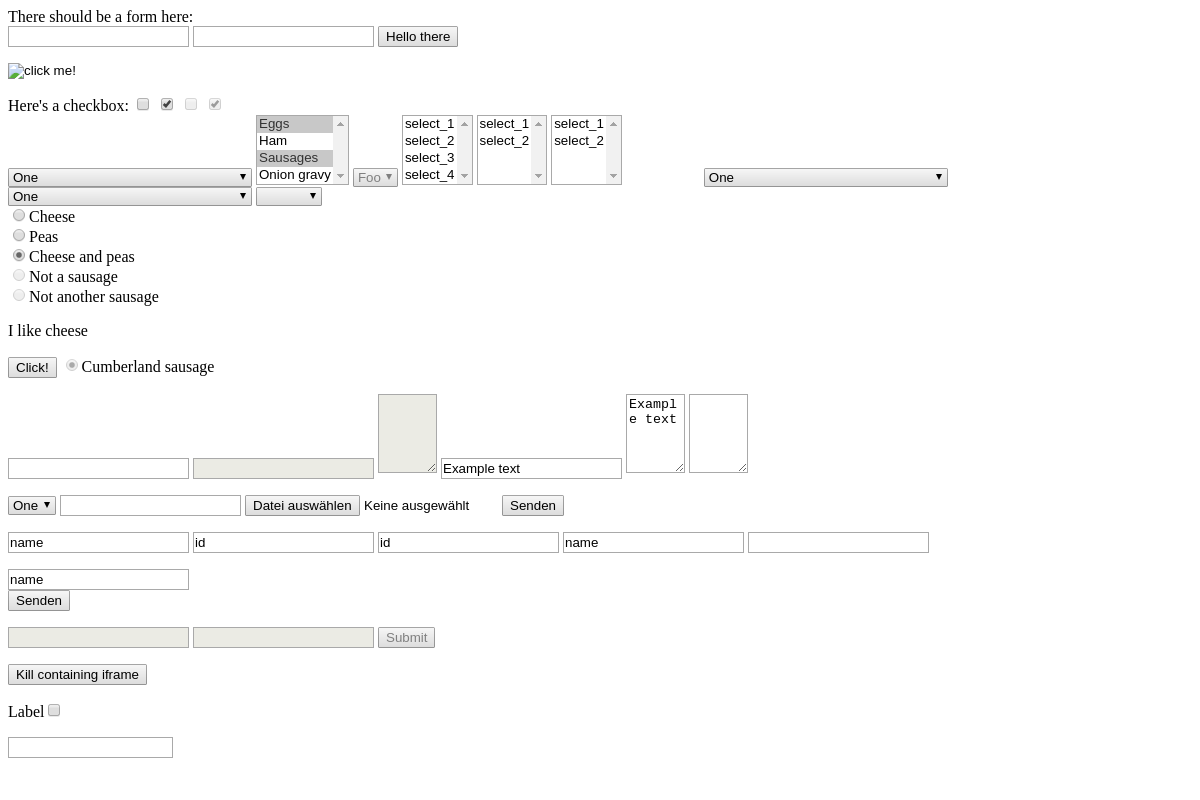 There should be a form here:
Hello there
click me!
Here's a checkbox:
One
Eggs
Ham
Sausages
Onion gravy
Foo
select_1
select_2
select_3
select_4
select_1
select_2
select_1
select_2
One
One
Cheese
Peas
Cheese and peas
Not a sausage
Not another sausage
I like cheese
Click! Cumberland sausage
Example text
Exampl
e text
One Datei auswählen Keine ausgewählt Senden
name id id name
name
Senden
Submit
Kill containing iframe
Label